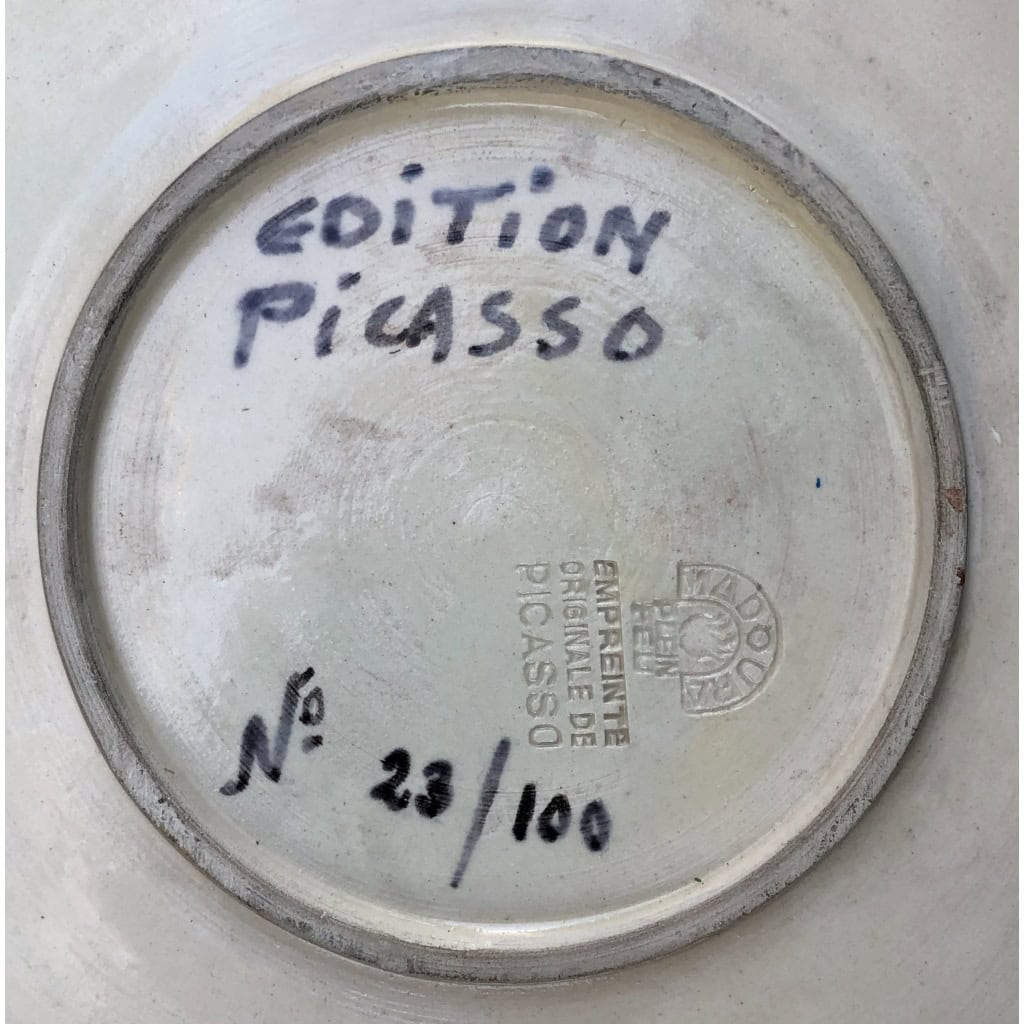 EDiTiON
PiCASSO
MADOURA
PLEIN
FEU
EMPREINTE
ORIGINALE DE
PICASSO
Nº 23/100